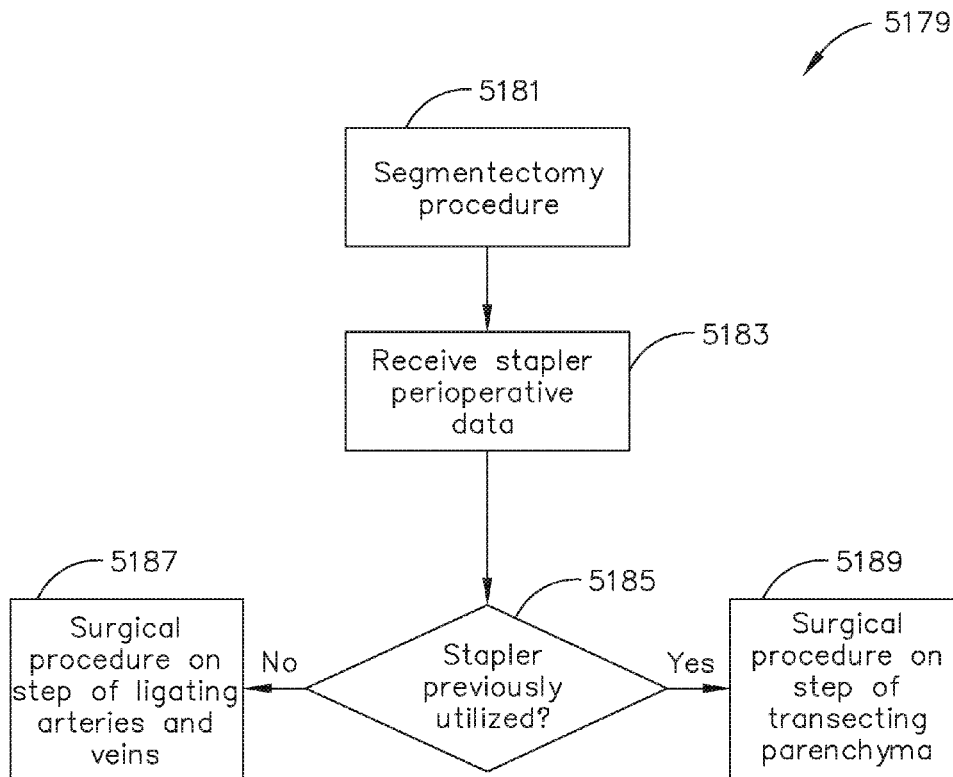 5179
5181
Segmentectomy
procedure
5183
Receive stapler
perioperative
data
5187
5185
5189
Surgical
procedure on
step of ligating
arteries and
veins
No
Stapler
previously
utilized?
Yes
Surgical
procedure on
step of
transecting
parenchyma